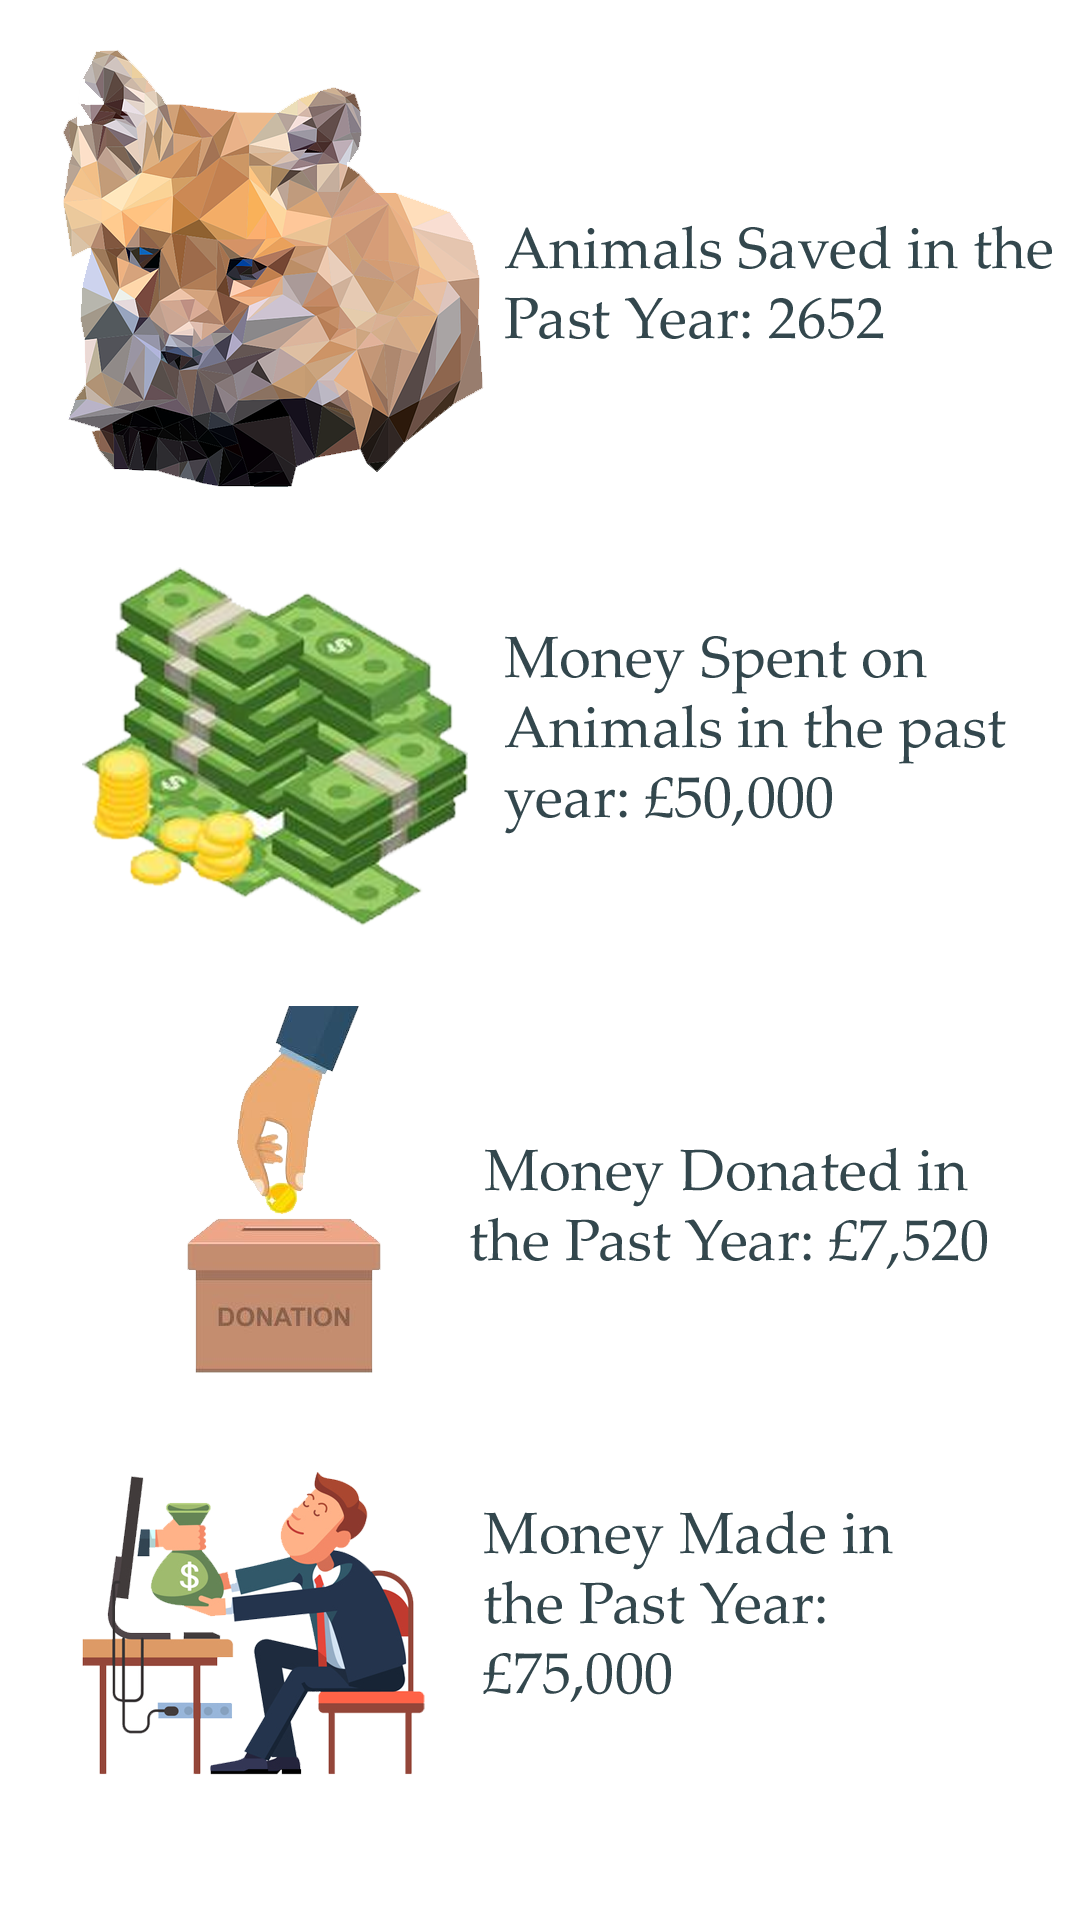 Animals Saved in the
Past Year: 2652
$
$
Money Spent on
Animals in the past
year: £50,000
Money Donated in
the Past Year: £7,520
DONATION
$
Money Made in
the Past Year:
£75,000